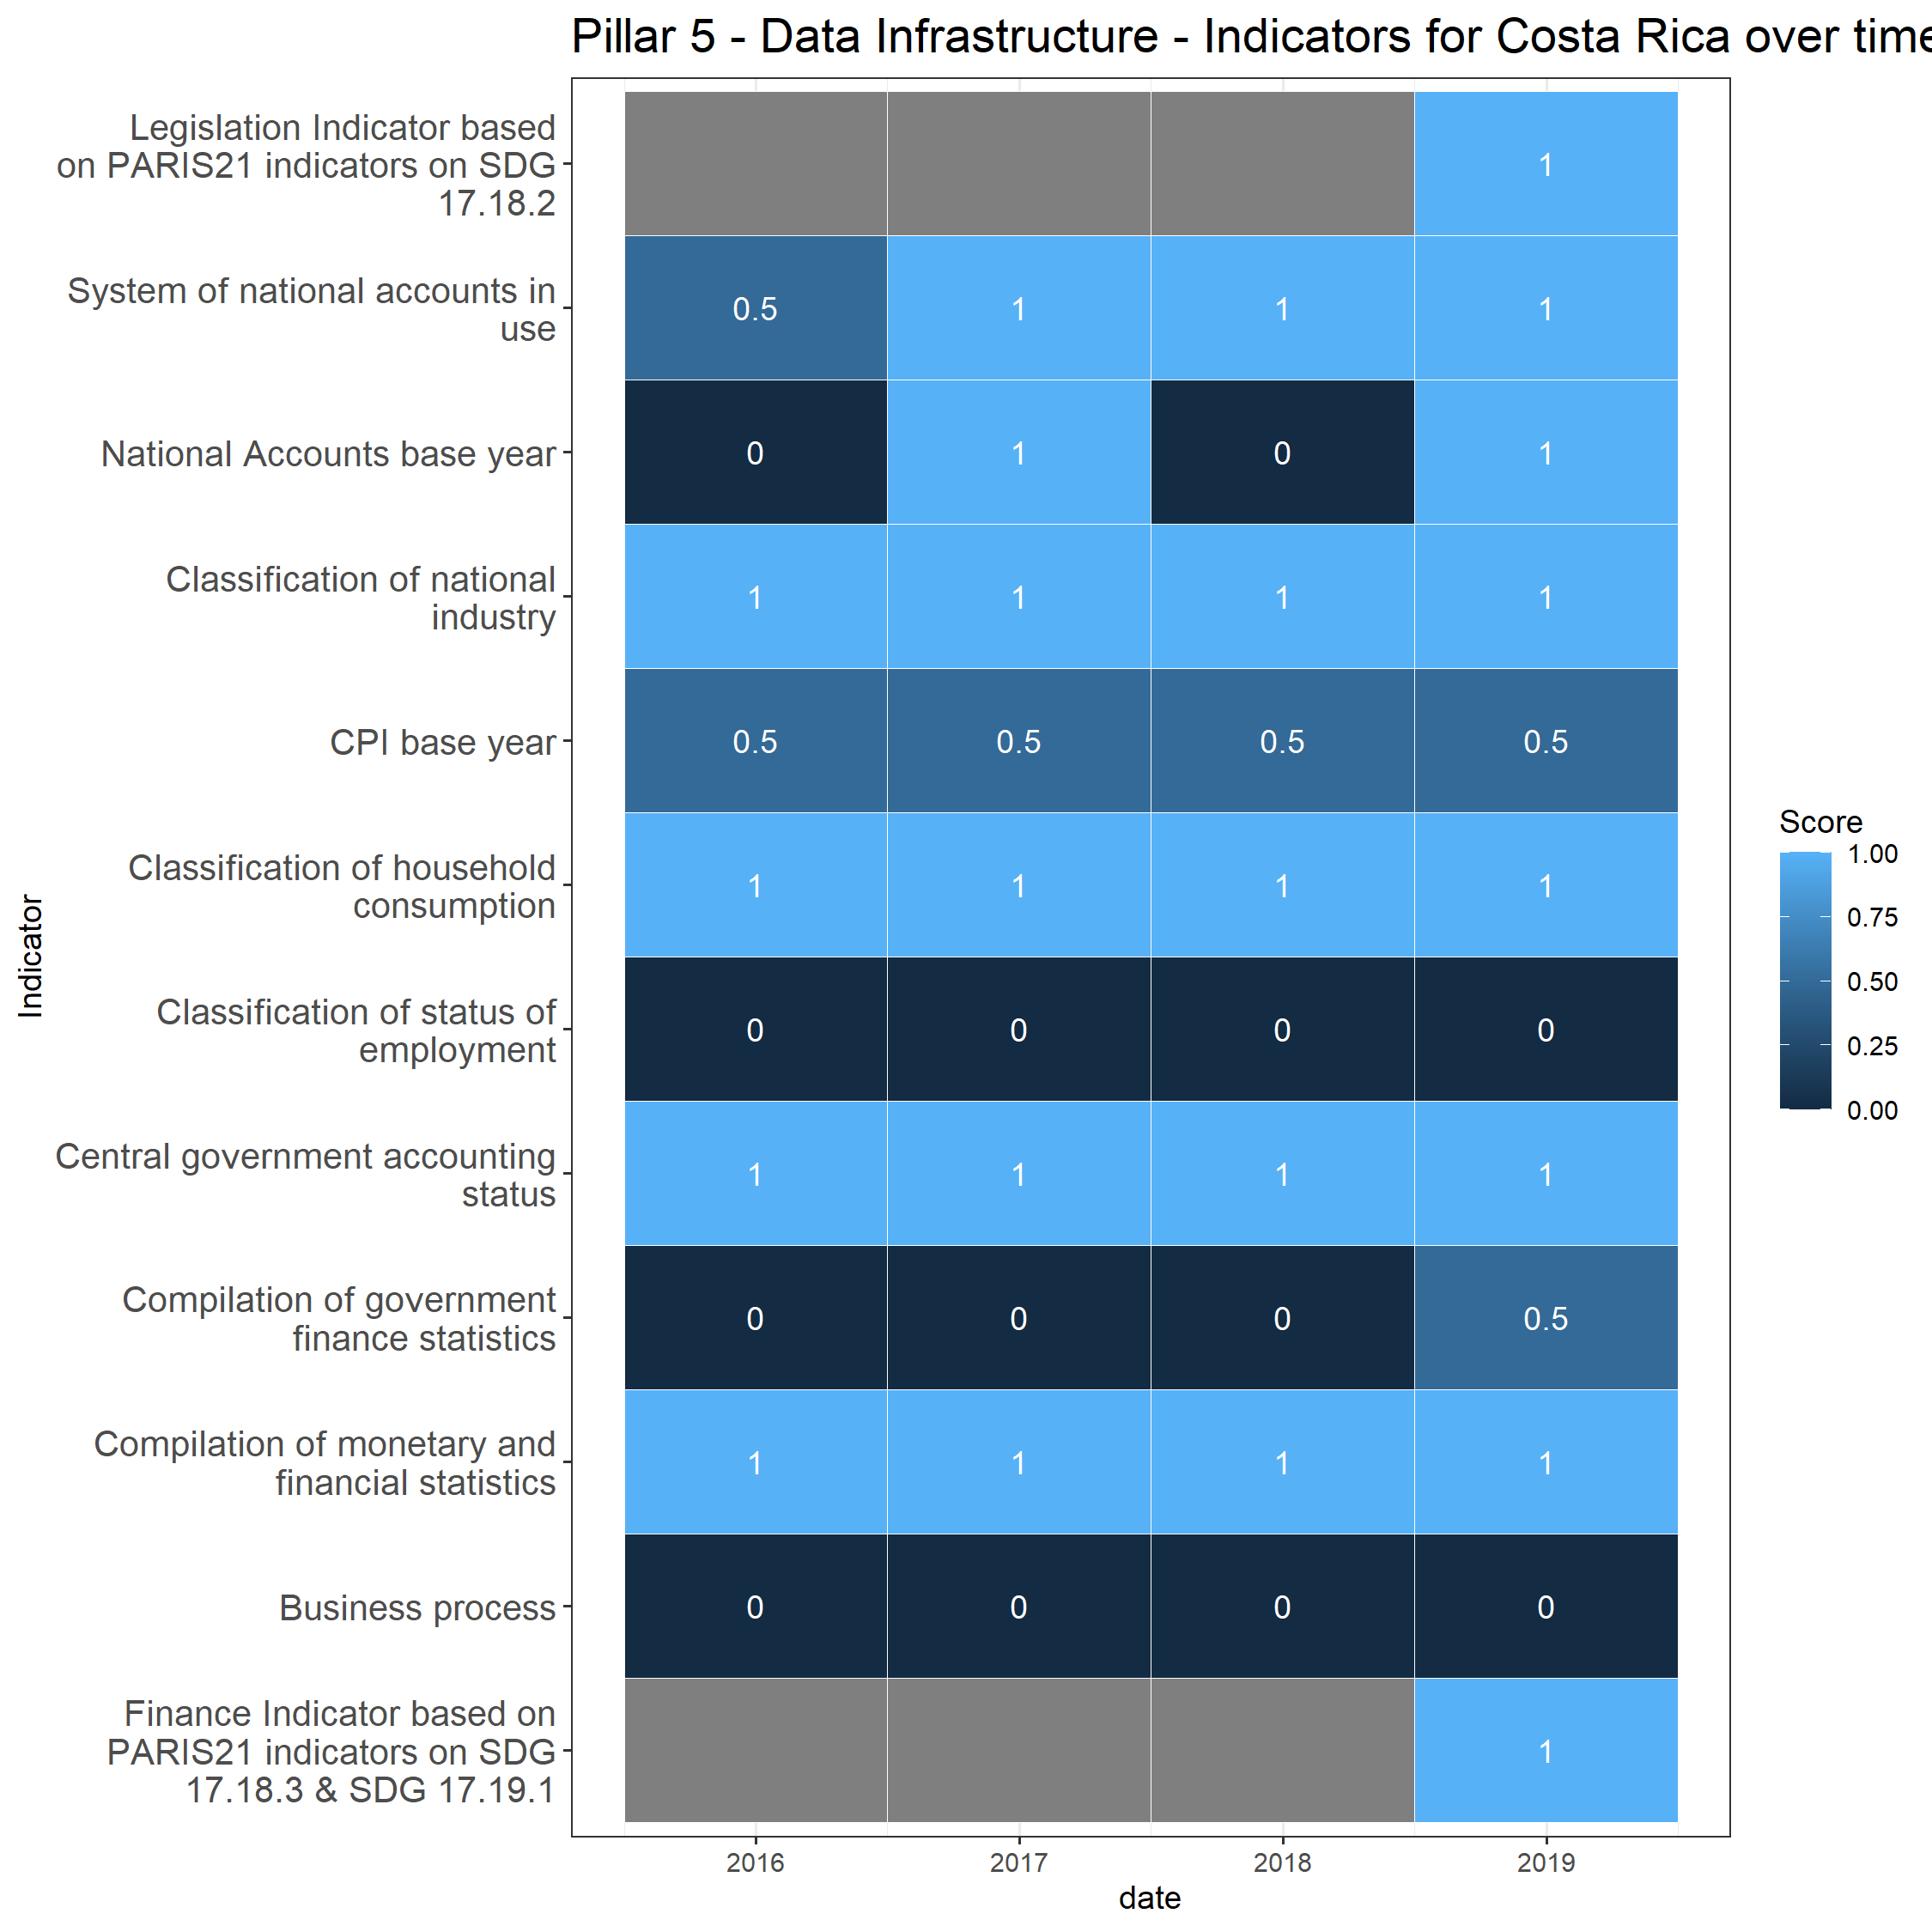 Pillar 5 - Data Infrastructure - Indicators for Costa Rica over time
Legislation Indicator based
on PARIS21 indicators on SDG
17.18.2
1
System of national accounts in
use
0.5 1 1 1
National Accounts base year
0 1 0 1
Classification of national
industry
1 1 1 1
CPI base year
0.5 0.5 0.5 0.5
Classification of household
consumption
1 1 1 1
Classification of status of
employment
0 0 0 0
Central government accounting
status
1 1 1 1
Compilation of government
finance statistics
0 0 0 0.5
Compilation of monetary and
financial statistics
1 1 1 1
Business process
0 0 0 0
Finance Indicator based on
PARIS21 indicators on SDG
17.18.3 & SDG 17.19.1
1
Indicator
2016 2017 2018 2019
date
Score
1.00
0.75
0.50
0.25
0.00